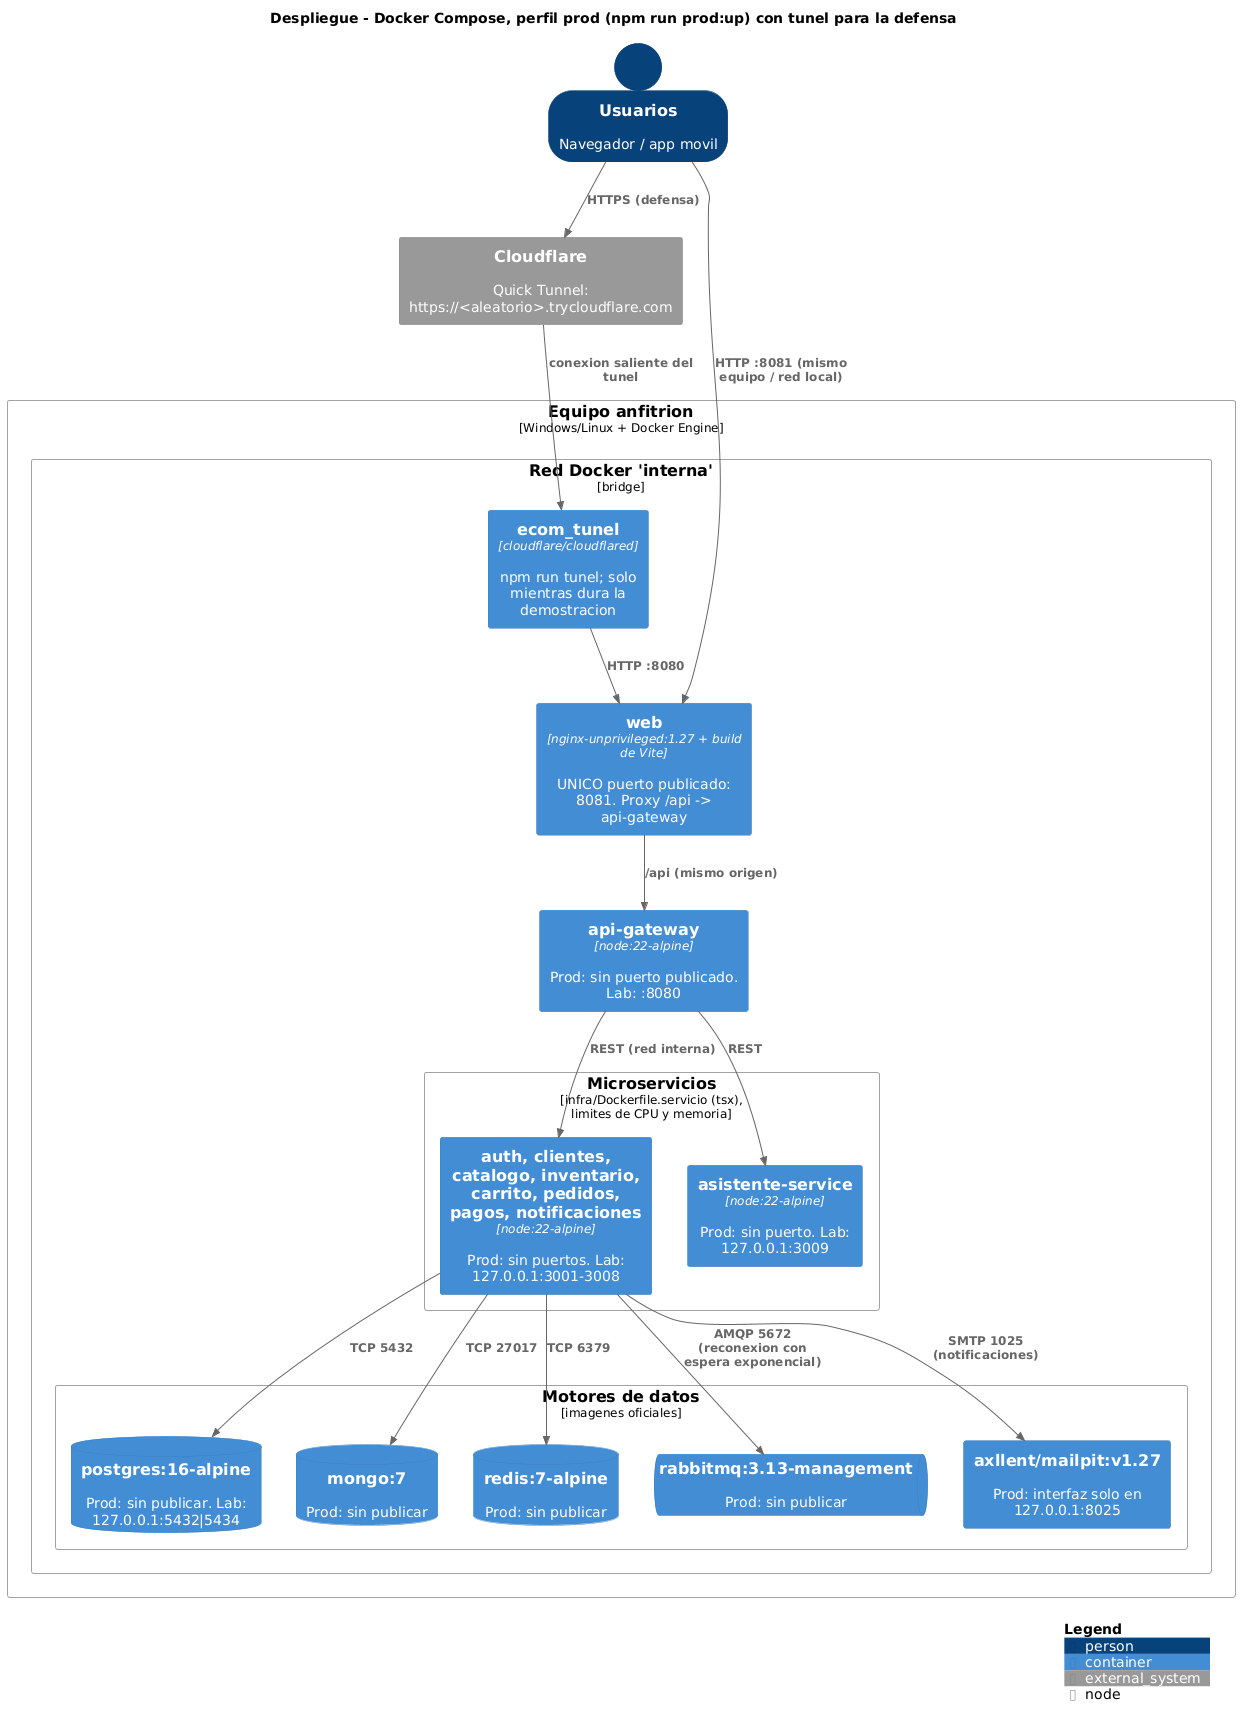 Despliegue - Docker Compose, perfil prod (npm run prod:up) con tunel para la defensa
Usuarios
Navegador / app movil
HTTPS (defensa)
Cloudflare
Quick Tunnel:
https://<aleatorio>.trycloudflare.com
conexion saliente del
tunel
HTTP :8081 (mismo
equipo / red local)
Equipo anfitrion
[Windows/Linux + Docker Engine]
Red Docker 'interna'
[bridge]
ecom_tunel
[cloudflare/cloudflared]
npm run tunel; solo
mientras dura la
demostracion
HTTP :8080
web
[nginx-unprivileged:1.27 + build
de Vite]
UNICO puerto publicado:
8081. Proxy /api ->
api-gateway
/api (mismo origen)
api-gateway
[node:22-alpine]
Prod: sin puerto publicado.
Lab: :8080
REST (red interna)
REST
Microservicios
[infra/Dockerfile.servicio (tsx),
limites de CPU y memoria]
auth, clientes,
catalogo, inventario,
carrito, pedidos,
pagos, notificaciones
[node:22-alpine]
Prod: sin puertos. Lab:
127.0.0.1:3001-3008
asistente-service
[node:22-alpine]
Prod: sin puerto. Lab:
127.0.0.1:3009
TCP 5432
TCP 27017
TCP 6379
AMQP 5672
(reconexion con
espera exponencial)
SMTP 1025
(notificaciones)
Motores de datos
[imagenes oficiales]
postgres:16-alpine
Prod: sin publicar. Lab:
127.0.0.1:5432|5434
mongo:7
Prod: sin publicar
redis:7-alpine
Prod: sin publicar
rabbitmq:3.13-management
Prod: sin publicar
axllent/mailpit:v1.27
Prod: interfaz solo en
127.0.0.1:8025
Legend
person
container
external_system
node